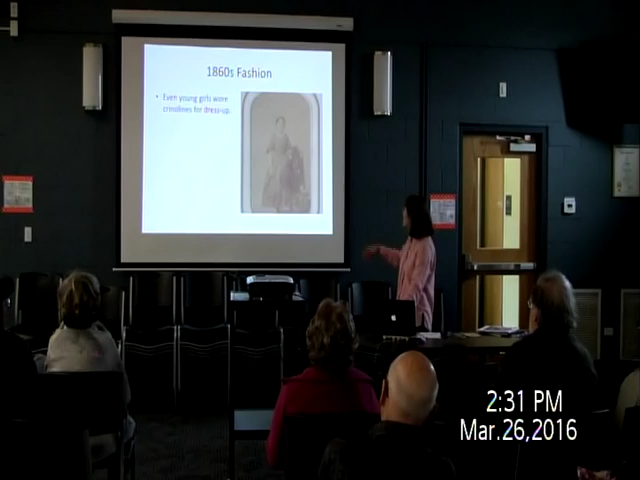 1860s Fashion
• Even young girls wore
crinolines for dress-up.
2:31 PM
Mar.26,2016